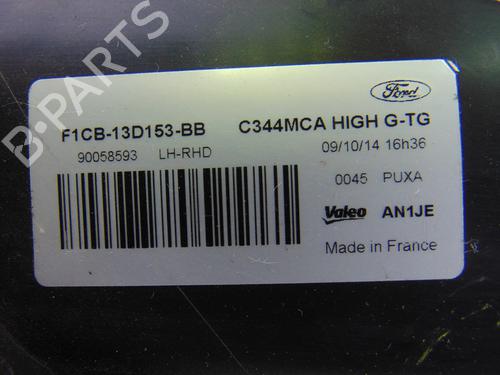 Ford
F1CB-13D153-BB C344MCA HIGH G-TG
90058593 LH-RHD 09/10/14 16h36
0045 PUXA
Valeo AN1JE
Made in France
B-PARTS